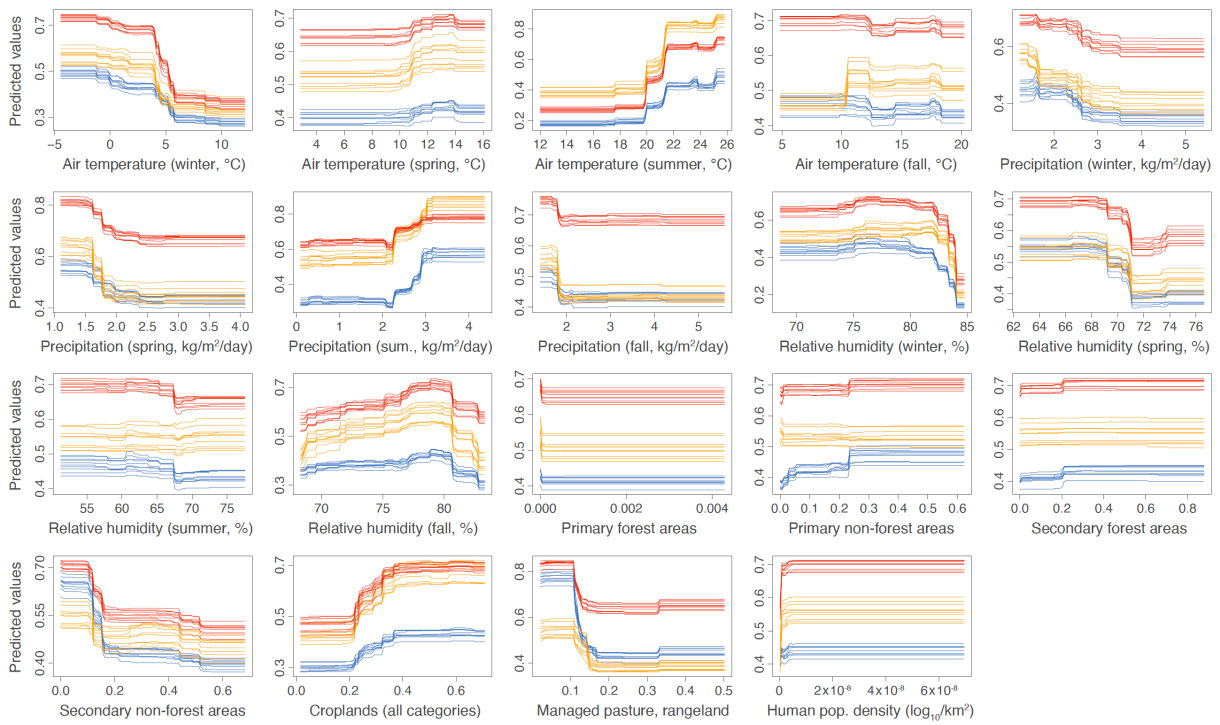 Predicted values
0.7 0.5 0.3
−5 0 5 10
Air temperature (winter, °C)
0.7 0.6 0.5 0.4
4 6 8 10 12 14 16
Air temperature (spring, °C)
0.8 0.6 0.4 0.2
12 14 16 18 20 22 24 26
Air temperature (summer, °C)
0.7 0.6 0.5 0.4
5 10 15 20
Air temperature (fall, °C)
0.6 0.4
2 3 4 5
Precipitation (winter, kg/m²/day)
Predicted values
0.8 0.6 0.4
1.0 1.5 2.0 2.5 3.0 3.5 4.0
Precipitation (spring, kg/m²/day)
0.8 0.6 0.4
0 1 2 3 4
Precipitation (sum., kg/m²/day)
0.7 0.6 0.5 0.4
2 3 4 5
Precipitation (fall, kg/m²/day)
0.6 0.4 0.2
70 75 80 85
Relative humidity (winter, %)
0.7 0.6 0.5 0.4
62 64 66 68 70 72 74 76
Relative humidity (spring, %)
Predicted values
0.7 0.6 0.5 0.4
55 60 65 70 75
Relative humidity (summer, %)
0.7 0.5 0.3
70 75 80
Relative humidity (fall, %)
0.7 0.6 0.5 0.4
0.000 0.002 0.004
Primary forest areas
0.7 0.6 0.5 0.4
0.0 0.1 0.2 0.3 0.4 0.5 0.6
Primary non-forest areas
0.7 0.6 0.5 0.4
0.0 0.2 0.4 0.6 0.8
Secondary forest areas
Predicted values
0.70 0.55 0.40
0.0 0.2 0.4 0.6
Secondary non-forest areas
0.7 0.5 0.3
0.0 0.2 0.4 0.6
Croplands (all categories)
0.8 0.6 0.4
0.1 0.2 0.3 0.4 0.5
Managed pasture, rangeland
0.7 0.6 0.5 0.4
0.000 2×10⁻⁸ 4×10⁻⁸ 6×10⁻⁸
Human pop. density (log₁₀/km²)